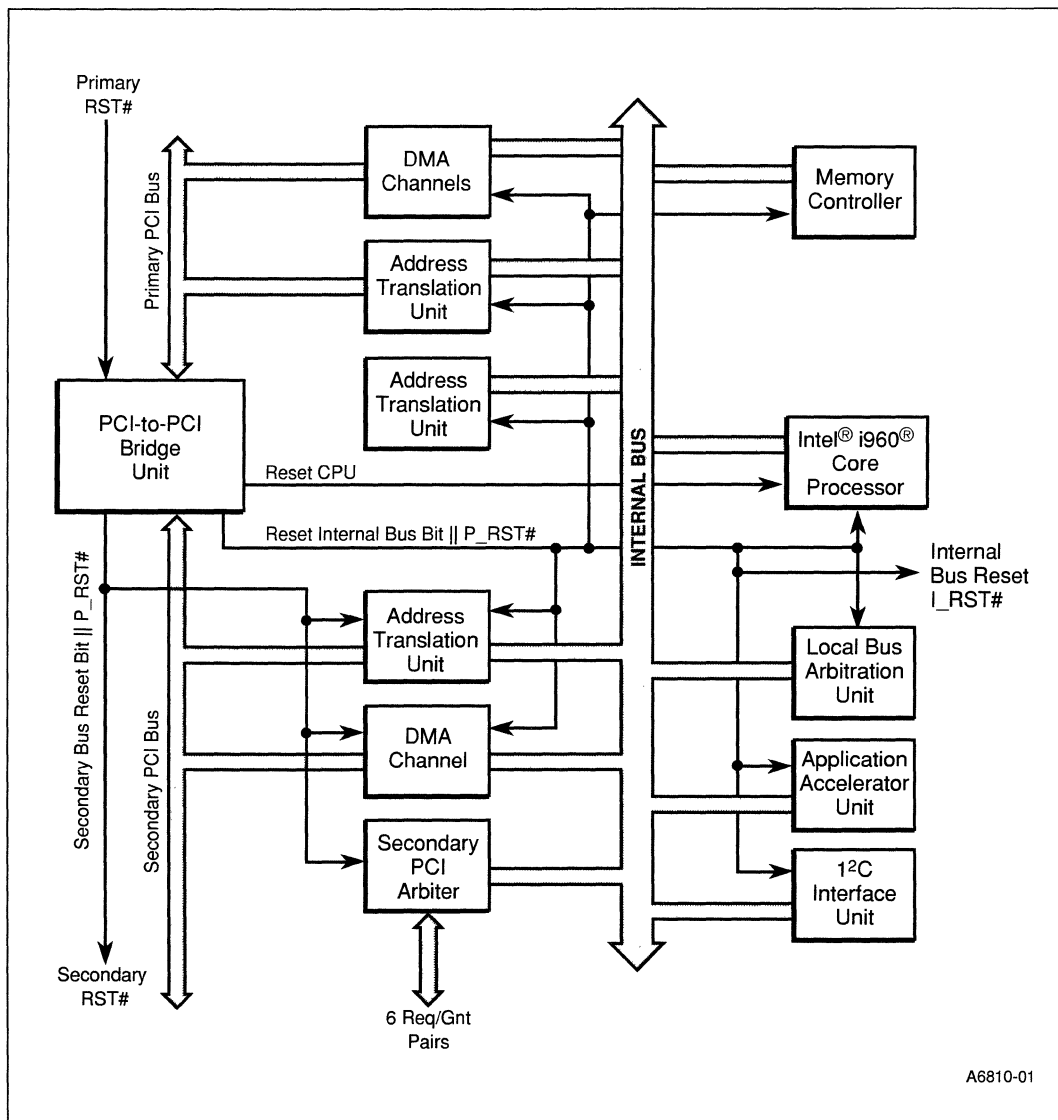 Primary
RST#
Primary PCI Bus
DMA
Channels
Memory
Controller
Address
Translation
Unit
Address
Translation
Unit
PCI-to-PCI
Bridge
Unit
INTERNAL BUS
Intel® i960®
Core
Processor
Reset CPU
Reset Internal Bus Bit || P_RST#
Internal
Bus Reset
I_RST#
Secondary Bus Reset Bit || P_RST#
Secondary PCI Bus
Address
Translation
Unit
Local Bus
Arbitration
Unit
DMA
Channel
Application
Accelerator
Unit
Secondary
PCI
Arbiter
1²C
Interface
Unit
Secondary
RST#
6 Req/Gnt
Pairs
A6810-01